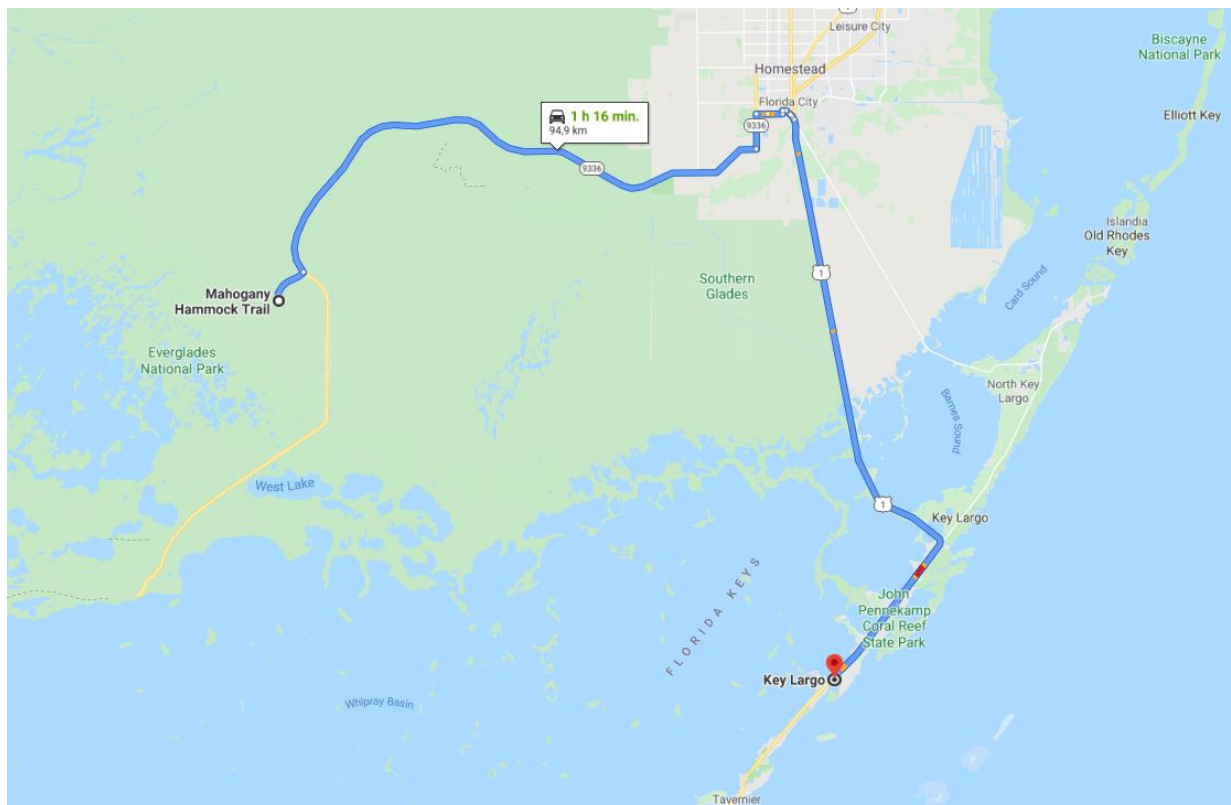 1
Leisure City
Biscayne
National Park
Homestead
Florida City
1 h 16 min.
94,9 km
9336
Elliott Key
9336
Islandia
Old Rhodes
Key
Southern
Glades
1
Card Sound
Mahogany
Hammock Trail
Everglades
National Park
North Key
Largo
Barnes Sound
West Lake
1
Key Largo
FLORIDA KEYS
John
Pennekamp
Coral Reef
State Park
Key Largo
Whipray Basin
Tavernier